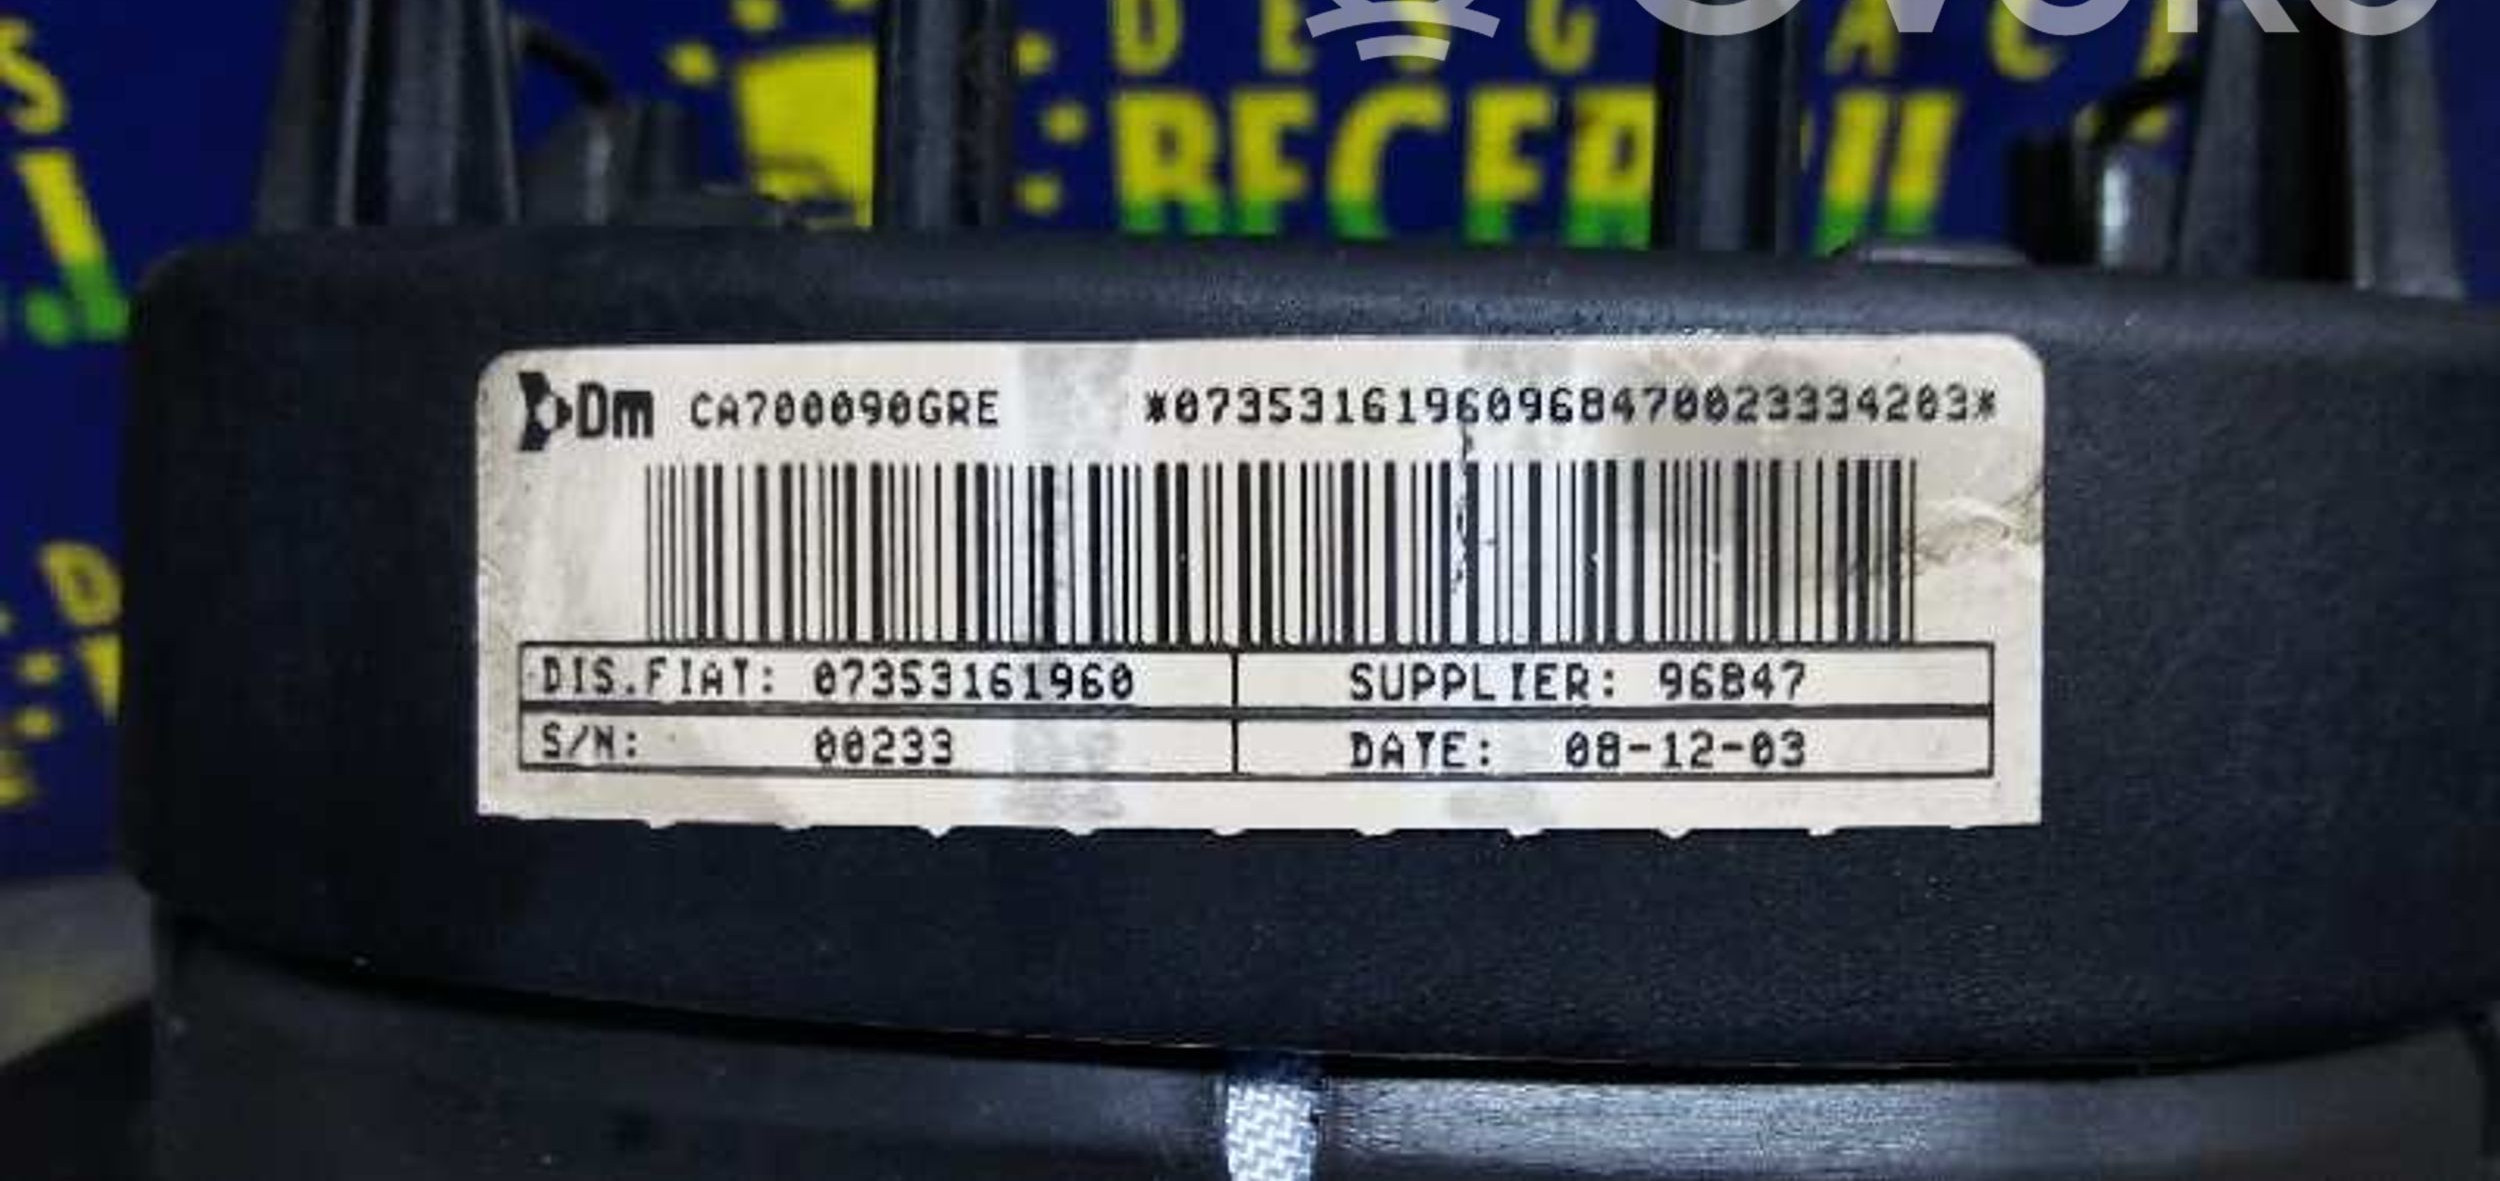 Dm CA700090GRE *07353161960968470023334203*
DIS.FIAT: 07353161960 SUPPLIER: 96847
S/N: 00233 DATE: 08-12-03